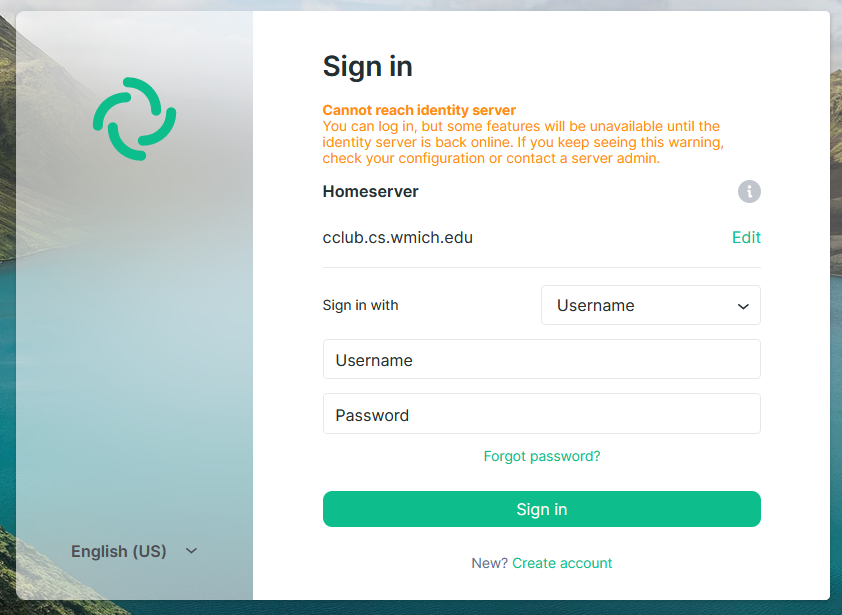 Sign in
Cannot reach identity server
You can log in, but some features will be unavailable until the
identity server is back online. If you keep seeing this warning,
check your configuration or contact a server admin.
Homeserver
cclub.cs.wmich.edu
Edit
Sign in with
Username
Username
Password
Forgot password?
Sign in
English (US)
New? Create account